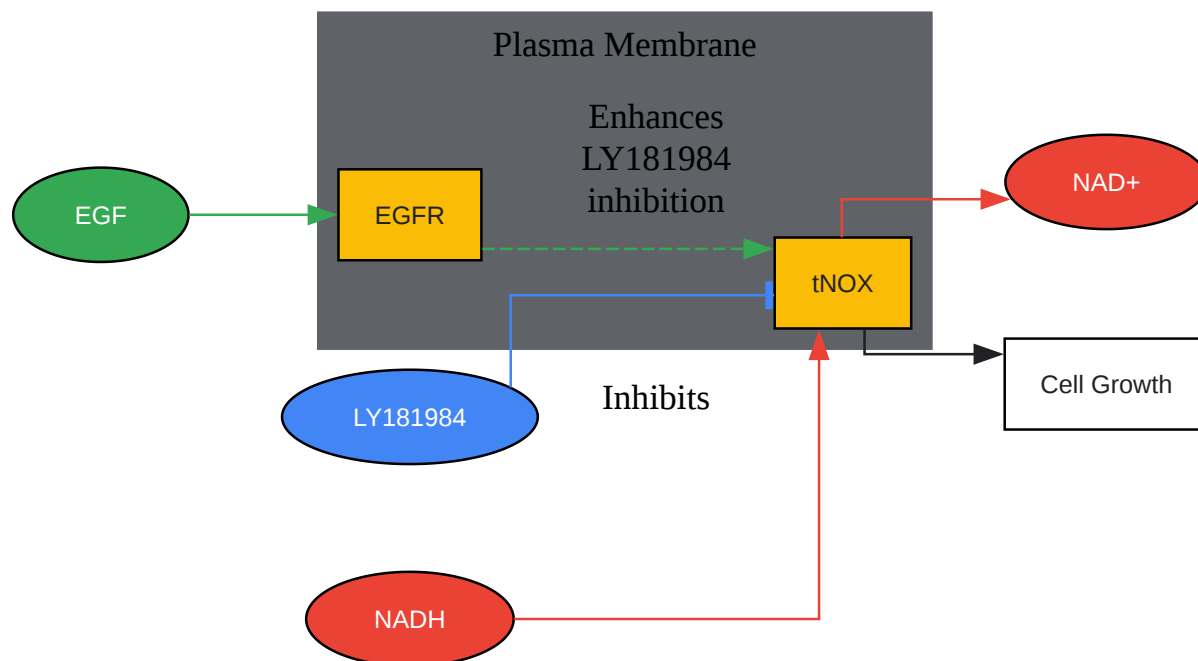 Plasma Membrane
Enhances
LY181984
inhibition
EGF
EGFR
NAD+
tNOX
Cell Growth
Inhibits
LY181984
NADH